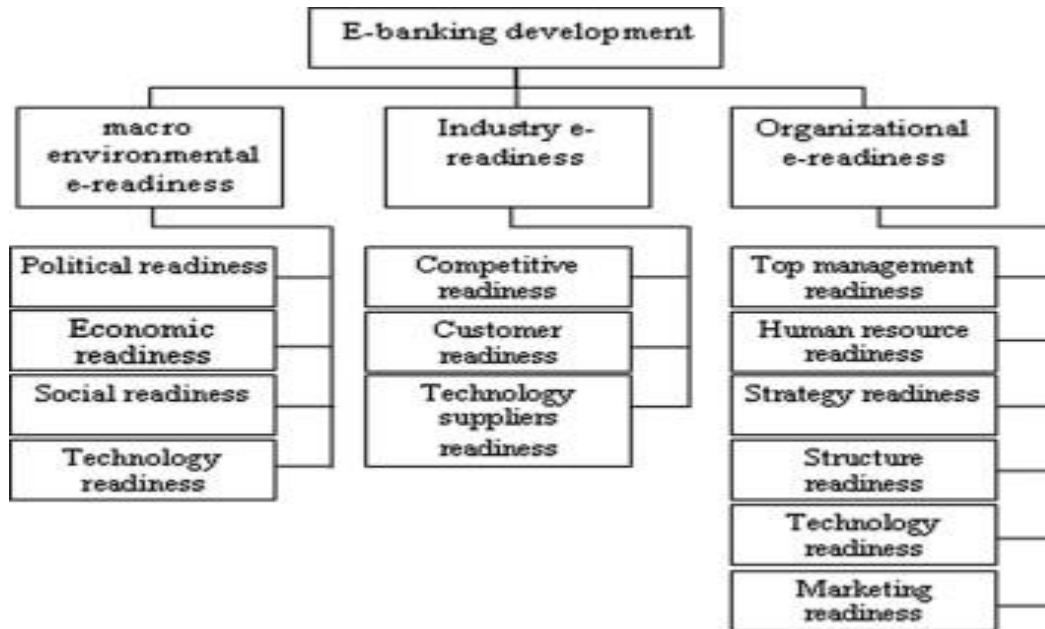 E-banking development
macro
environmental
e-readiness
Industry e-
readiness
Organizational
e-readiness
Political readiness
Economic
readiness
Social readiness
Technology
readiness
Competitive
readiness
Customer
readiness
Technology
suppliers
readiness
Top management
readiness
Human resource
readiness
Strategy readiness
Structure
readiness
Technology
readiness
Marketing
readiness